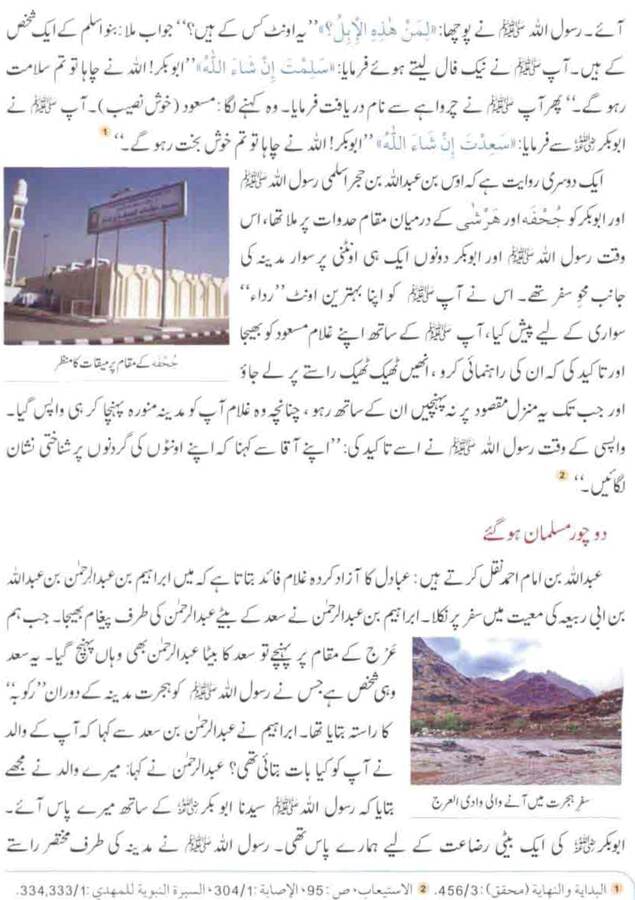 آئے۔ رسول اللہ ﷺ نے پوچھا: «لِمَنْ هٰذِهِ الْإِبِلُ؟» ’’یہ اونٹ کس کے ہیں؟‘‘ جواب ملا: بنو اسلم کے ایک شخص
کے ہیں۔ آپ ﷺ نے نیک فال لیتے ہوئے فرمایا: «سَلِمْتَ إِنْ شَاءَ اللّٰهُ» ’’ابوبکر! اللہ نے چاہا تو تم سلامت
رہو گے۔‘‘ پھر آپ ﷺ نے چرواہے سے نام دریافت فرمایا۔ وہ کہنے لگا: مسعود (خوش نصیب)۔ آپ ﷺ نے
ابوبکر ؓ سے فرمایا: «سَعِدْتَ إِنْ شَاءَ اللّٰهُ» ’’ابوبکر! اللہ نے چاہا تو تم خوش بخت رہو گے۔‘‘ 1
ایک دوسری روایت ہے کہ اوس بن عبداللہ بن حجر اسلمی رسول اللہ ﷺ
اور ابوبکر کو جُحْفَہ اور ھَرْشٰی کے درمیان مقام حدوات پر ملا تھا، اس
وقت رسول اللہ ﷺ اور ابوبکر دونوں ایک ہی اونٹنی پر سوار مدینہ کی
جانب محوِ سفر تھے۔ اس نے آپ ﷺ کو اپنا بہترین اونٹ ’’رداء‘‘
سواری کے لیے پیش کیا، آپ ﷺ کے ساتھ اپنے غلام مسعود کو بھیجا
اور تاکید کی کہ ان کی راہنمائی کرو، انھیں ٹھیک ٹھیک راستے پر لے جاؤ
جُحْفَہ کے مقام پر میقات کا منظر
اور جب تک یہ منزل مقصود پر نہ پہنچیں ان کے ساتھ رہو، چنانچہ وہ غلام آپ کو مدینہ منورہ پہنچا کر ہی واپس گیا۔
واپسی کے وقت رسول اللہ ﷺ نے اسے تاکید کی: ’’اپنے آقا سے کہنا کہ اپنے اونٹوں کی گردنوں پر شناختی نشان
لگائیں۔‘‘ 2
دو چور مسلمان ہو گئے
عبداللہ بن امام احمد نقل کرتے ہیں: عبادل کا آزاد کردہ غلام فائد بتاتا ہے کہ میں ابراہیم بن عبدالرحمٰن بن عبداللہ
بن ابی ربیعہ کی معیت میں سفر پر نکلا۔ ابراہیم بن عبدالرحمٰن نے سعد کے بیٹے عبدالرحمٰن کی طرف پیغام بھیجا۔ جب ہم
عَرْج کے مقام پر پہنچے تو سعد کا بیٹا عبدالرحمٰن بھی وہاں پہنچ گیا۔ یہ سعد
وہی شخص ہے جس نے رسول اللہ ﷺ کو ہجرت مدینہ کے دوران ’’رکوبہ‘‘
کا راستہ بتایا تھا۔ ابراہیم نے عبدالرحمٰن بن سعد سے کہا کہ آپ کے والد
نے آپ کو کیا بات بتائی تھی؟ عبدالرحمٰن نے کہا: میرے والد نے مجھے
بتایا کہ رسول اللہ ﷺ سیدنا ابوبکر ؓ کے ساتھ میرے پاس آئے۔
سفرِ ہجرت میں آنے والی وادی العرج
ابوبکر ؓ کی ایک بیٹی رضاعت کے لیے ہمارے پاس تھی۔ رسول اللہ ﷺ نے مدینہ کی طرف مختصر راستے
1 البداية والنهاية (محقق): 456/3. 2 الاستيعاب، ص: 95، الإصابة: 304/1، السيرة النبوية للمهدي: 334,333/1.